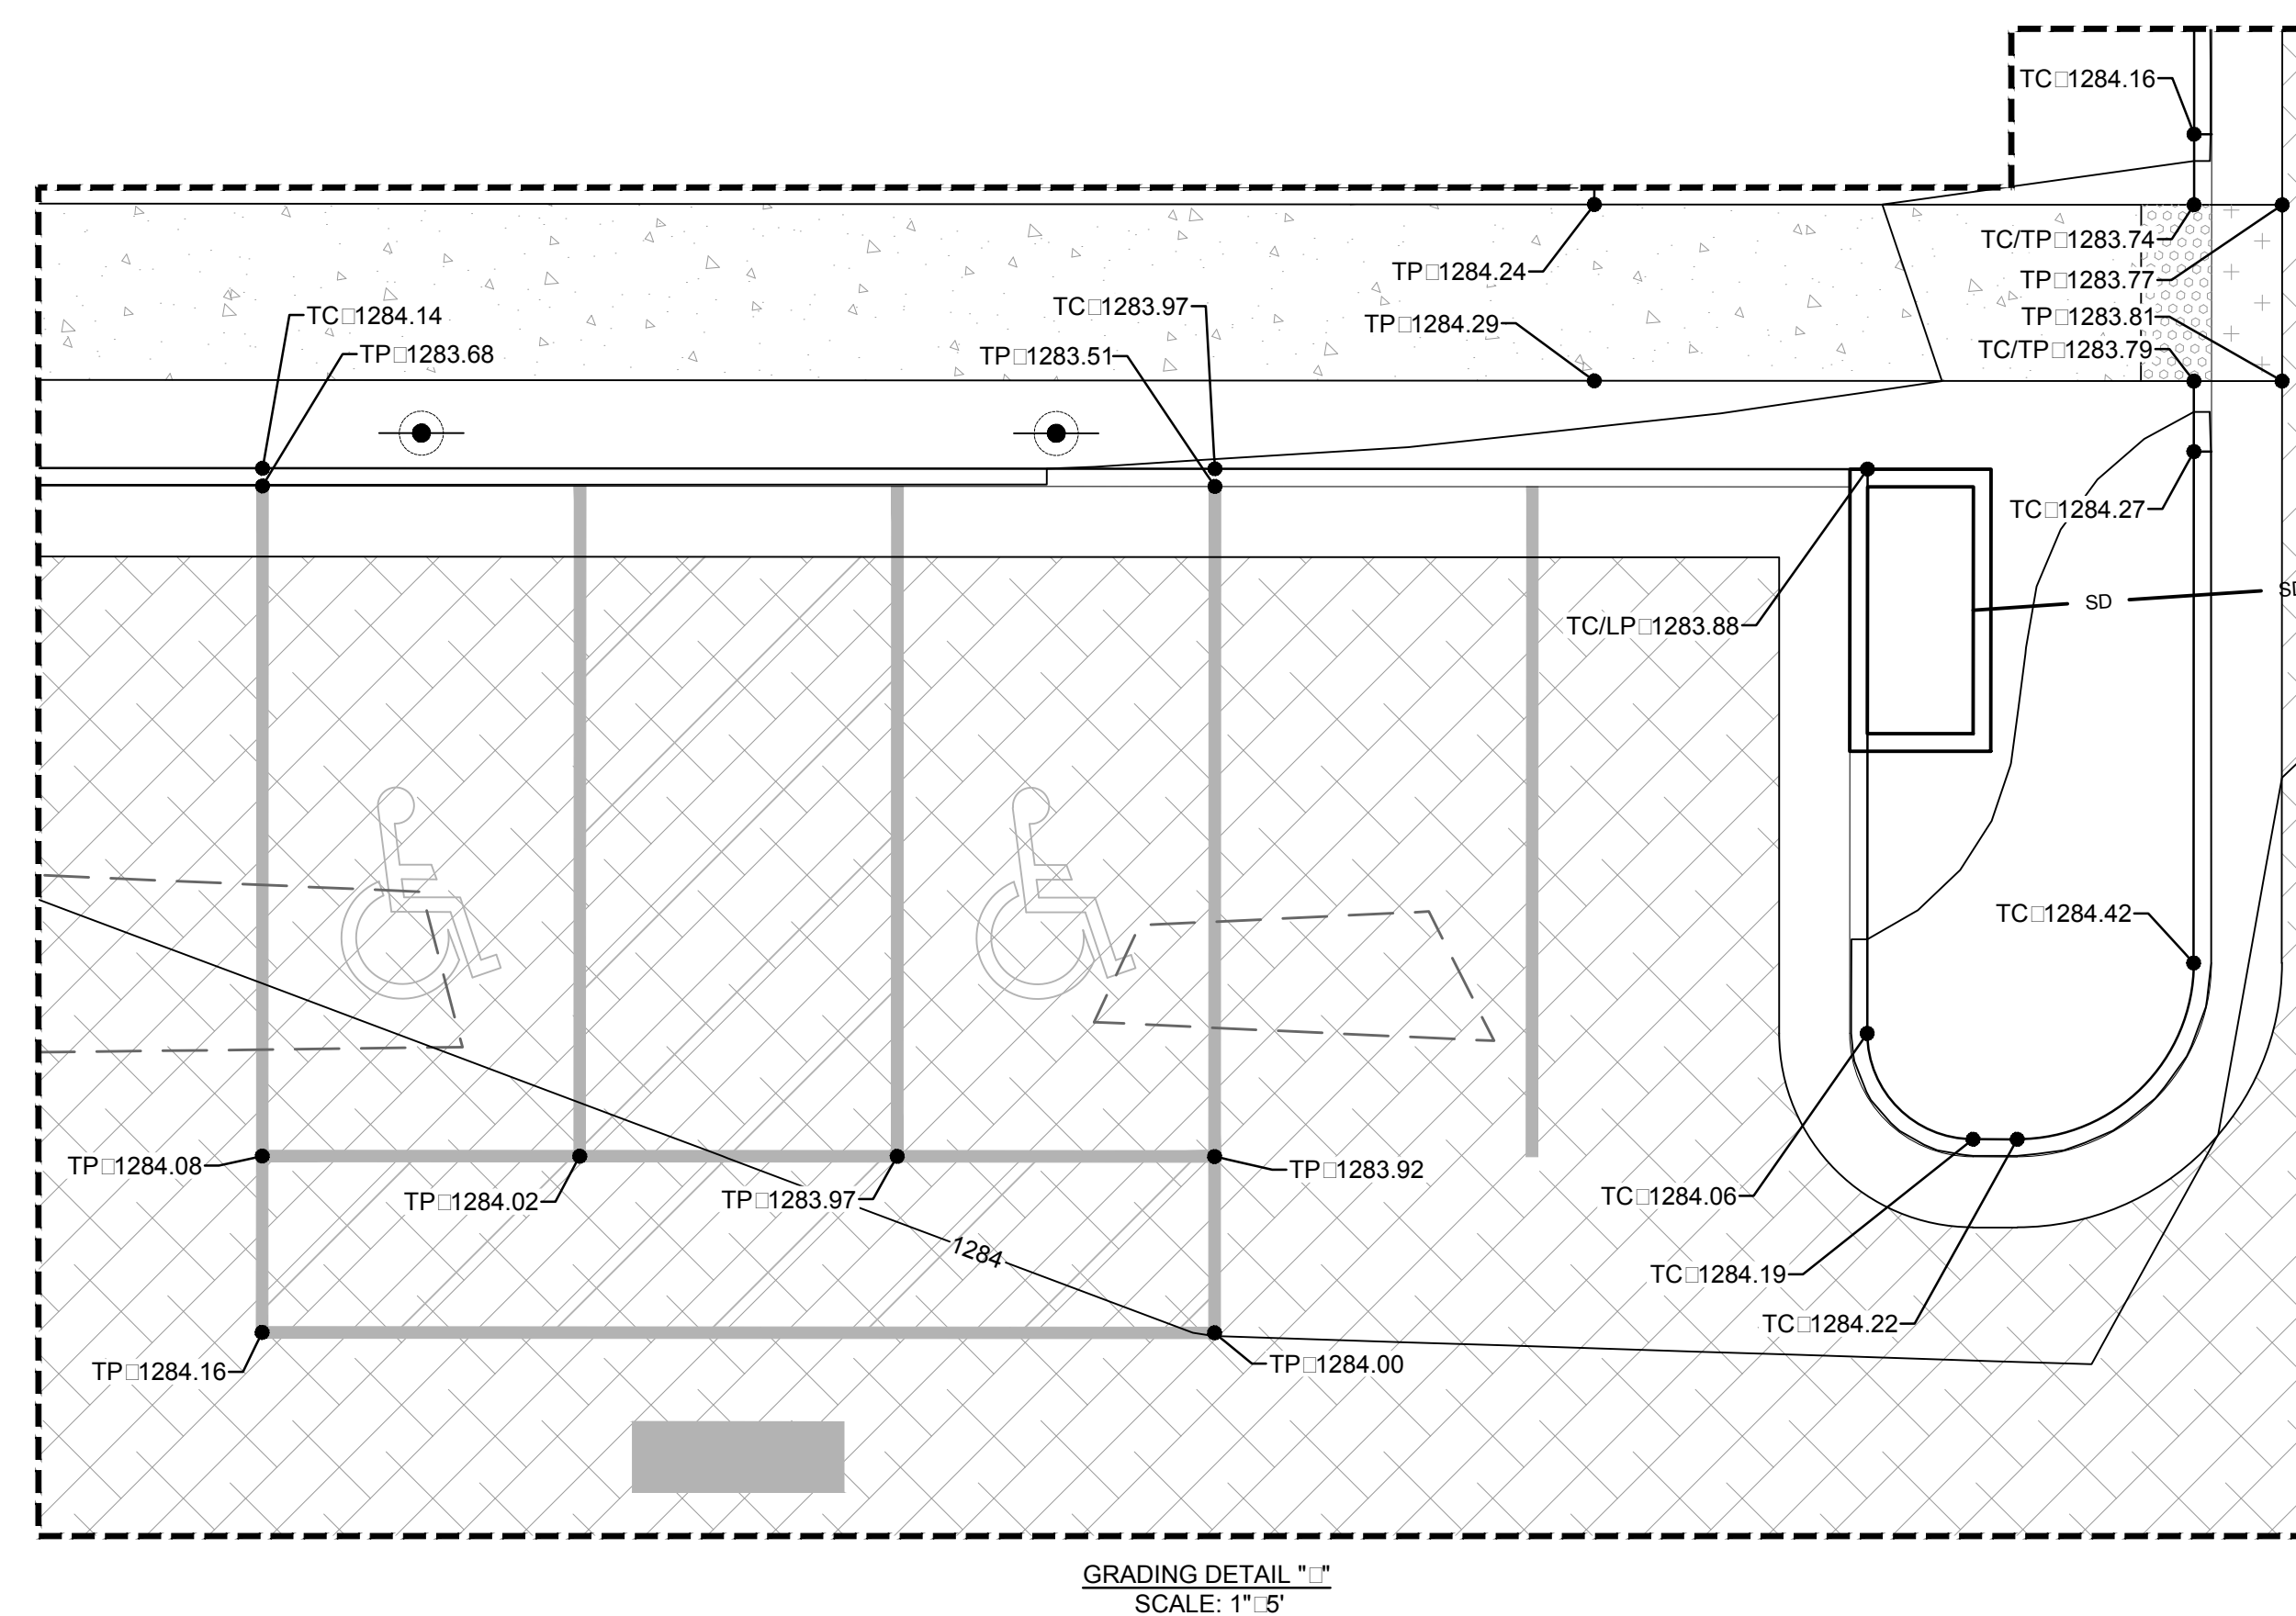 TC□1284.16
TC/TP□1283.74
TP□1284.24
TP□1283.77
TC□1284.14
TC□1283.97
TP□1284.29
TP□1283.81
TP□1283.68
TP□1283.51
TC/TP□1283.79
TC□1284.27
SD
TC/LP□1283.88
TC□1284.42
TP□1284.08
TP□1283.92
TP□1284.02
TP□1283.97
TC□1284.06
1284
TC□1284.19
TC□1284.22
TP□1284.16
TP□1284.00
GRADING DETAIL "□"
SCALE: 1"□5'